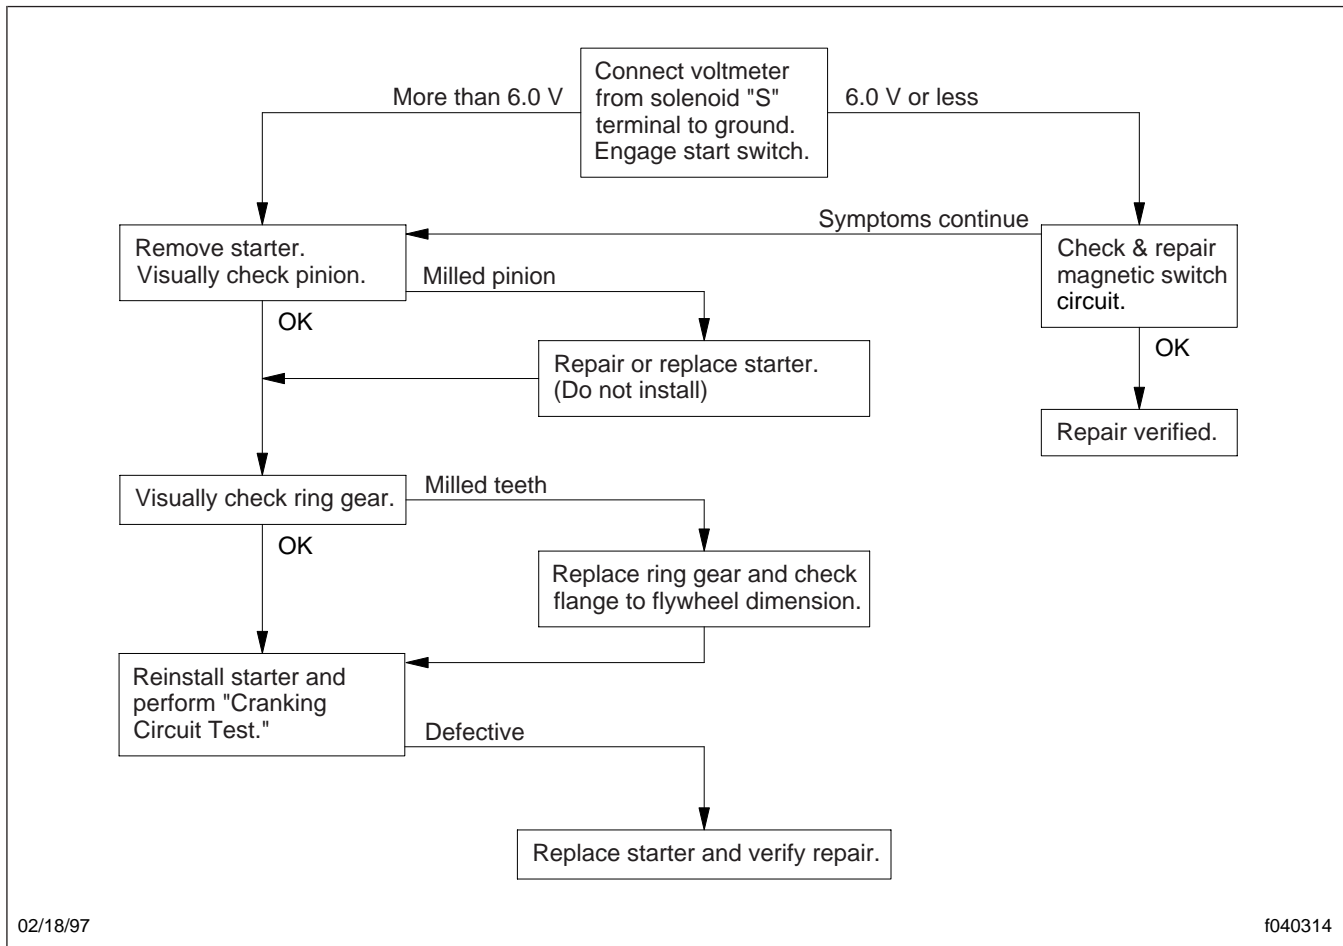 Connect voltmeter
from solenoid "S"
terminal to ground.
Engage start switch.
More than 6.0 V
6.0 V or less
Symptoms continue
Remove starter.
Visually check pinion.
Check & repair
magnetic switch
circuit.
Milled pinion
OK
OK
Repair or replace starter.
(Do not install)
Repair verified.
Visually check ring gear.
Milled teeth
OK
Replace ring gear and check
flange to flywheel dimension.
Reinstall starter and
perform "Cranking
Circuit Test."
Defective
Replace starter and verify repair.
02/18/97
f040314